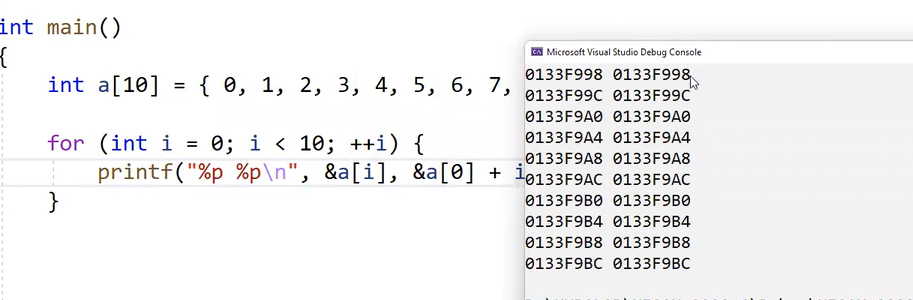 int main()
{
int a[10] = { 0, 1, 2, 3, 4, 5, 6, 7,
for (int i = 0; i < 10; ++i) {
printf("%p %p\n", &a[i], &a[0] + i
}
Microsoft Visual Studio Debug Console
0133F998 0133F998
0133F99C 0133F99C
0133F9A0 0133F9A0
0133F9A4 0133F9A4
0133F9A8 0133F9A8
0133F9AC 0133F9AC
0133F9B0 0133F9B0
0133F9B4 0133F9B4
0133F9B8 0133F9B8
0133F9BC 0133F9BC